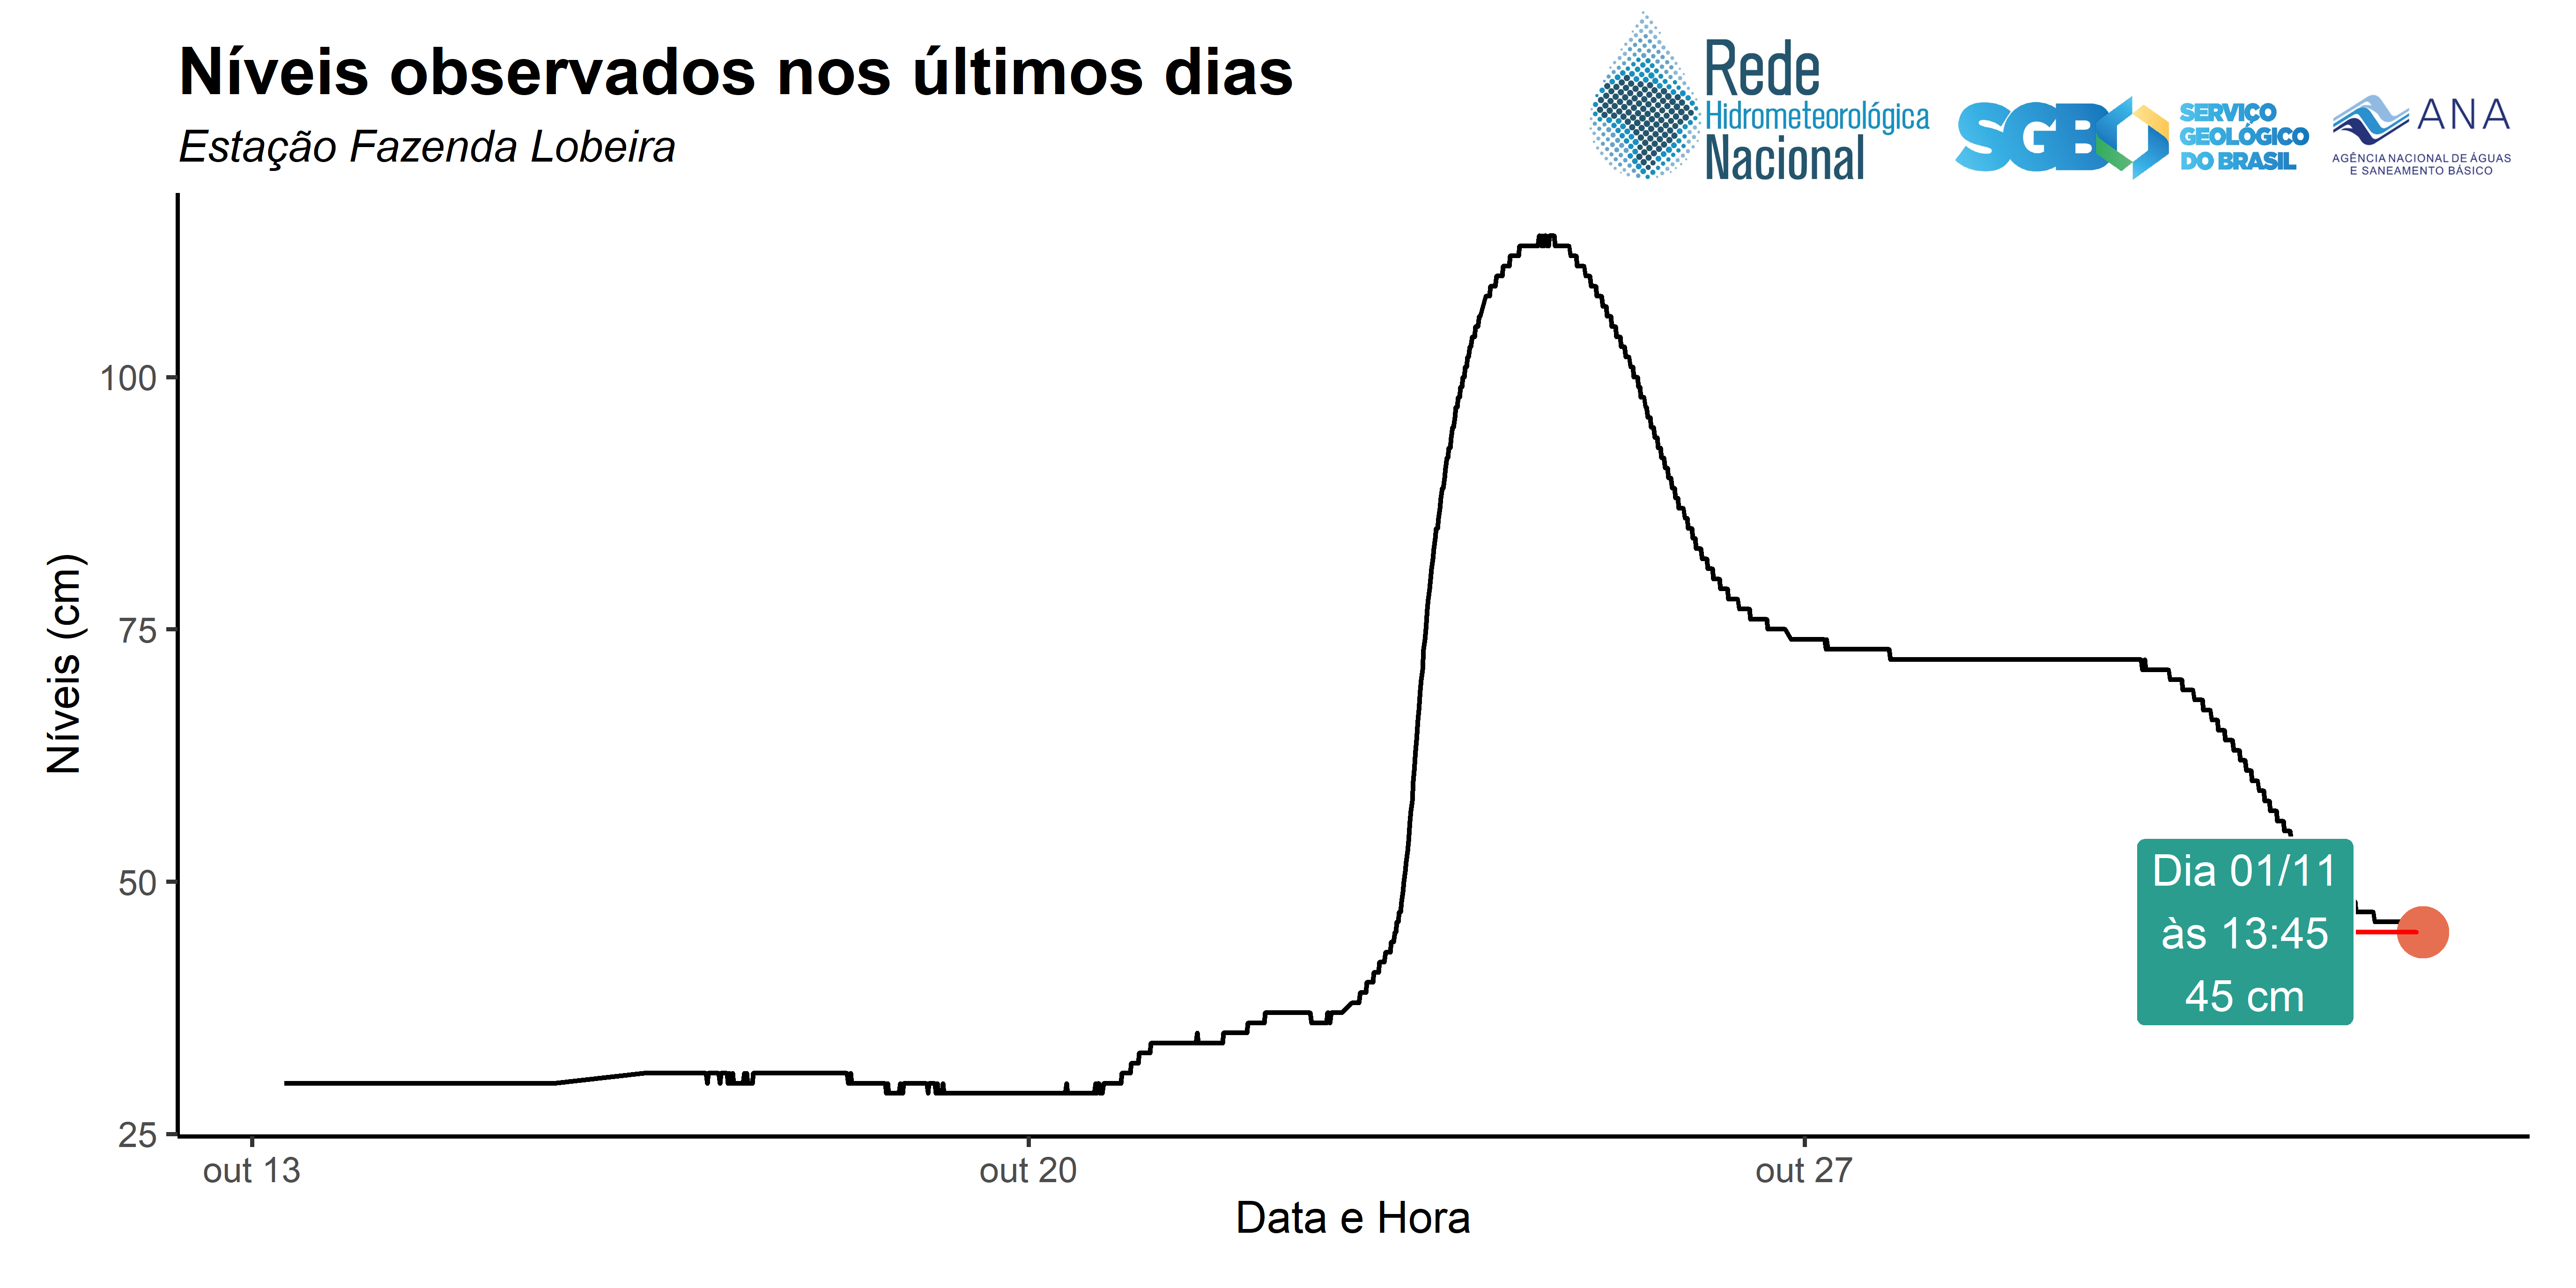 Níveis observados nos últimos dias
Estação Fazenda Lobeira
Rede
Hidrometeorológica
Nacional
SGB
SERVIÇO
GEOLÓGICO
DO BRASIL
ANA
AGÊNCIA NACIONAL DE ÁGUAS
E SANEAMENTO BÁSICO
Níveis (cm)
100
75
50
25
Dia 01/11
às 13:45
45 cm
out 13
out 20
out 27
Data e Hora